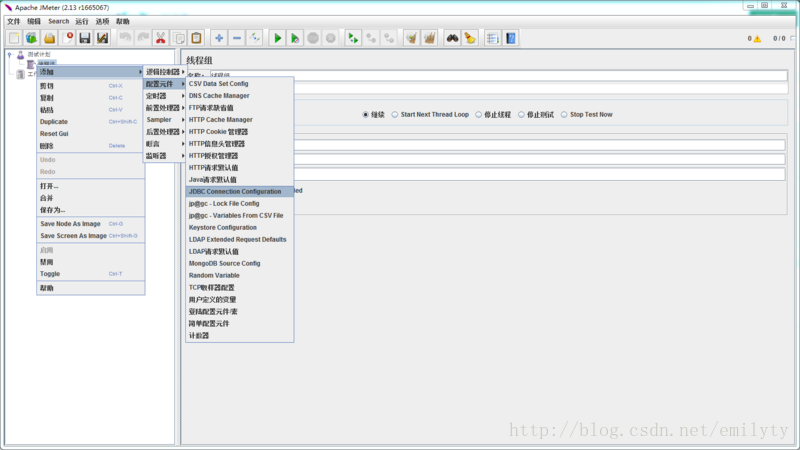 Apache JMeter (2.13 r1665067)
文件 编辑 Search 运行 选项 帮助
0 0 / 0
测试计划
线程组
添加
剪切 Ctrl-X
复制 Ctrl-C
粘贴 Ctrl-V
Duplicate Ctrl+Shift-C
Reset Gui
删除 Delete
Undo
Redo
打开...
合并
保存为...
Save Node As Image Ctrl-G
Save Screen As Image Ctrl+Shift-G
启用
禁用
Toggle Ctrl-T
帮助
逻辑控制器
配置元件
定时器
前置处理器
Sampler
后置处理器
断言
监听器
CSV Data Set Config
DNS Cache Manager
FTP请求缺省值
HTTP Cache Manager
HTTP Cookie 管理器
HTTP信息头管理器
HTTP授权管理器
HTTP请求默认值
Java请求默认值
JDBC Connection Configuration
jp@gc - Lock File Config
jp@gc - Variables From CSV File
Keystore Configuration
LDAP Extended Request Defaults
LDAP请求默认值
MongoDB Source Config
Random Variable
TCP取样器配置
用户定义的变量
登陆配置元件/素
简单配置元件
计数器
线程组
名称: 线程组
继续 Start Next Thread Loop 停止线程 停止测试 Stop Test Now
http://blog.csdn.net/emilyty